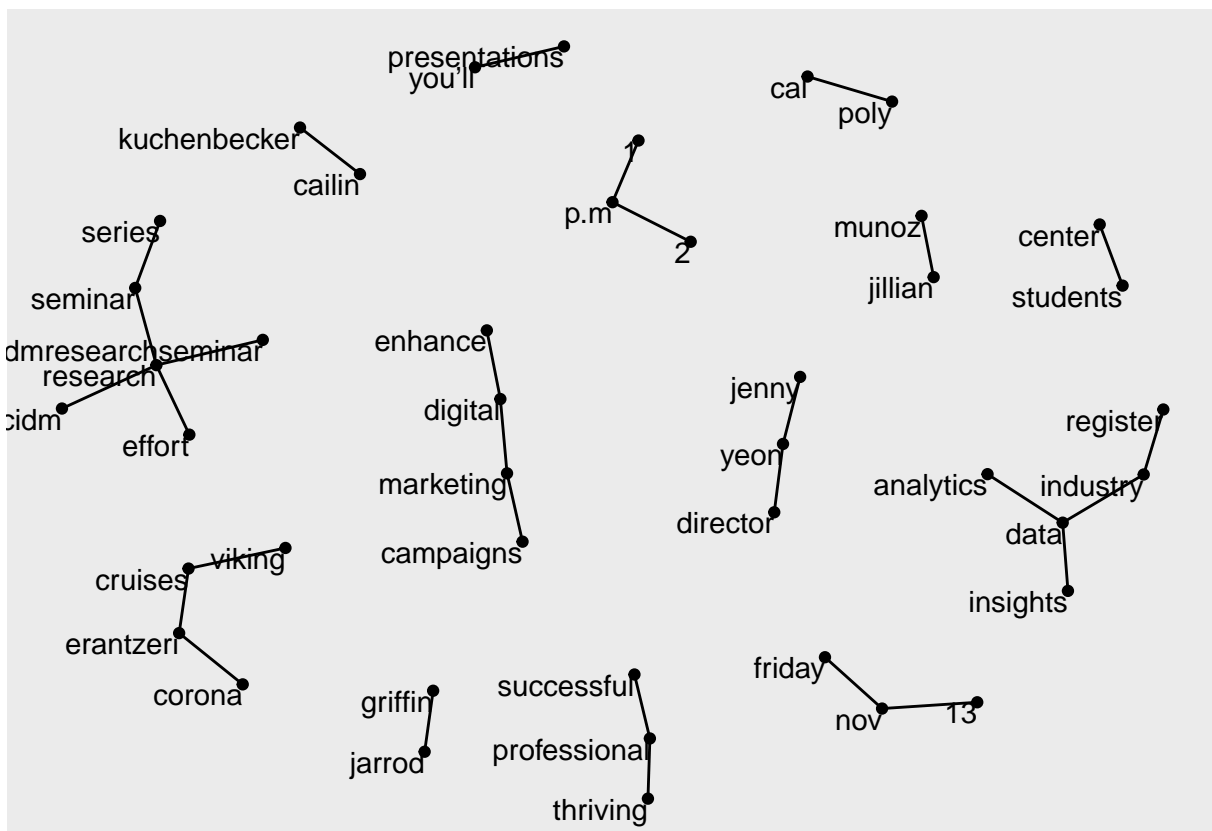 presentations
you'll
cal
poly
kuchenbecker
cailin
1
p.m
2
series
seminar
dmresearchseminar
research
cidm
effort
munoz
jillian
center
students
enhance
digital
marketing
campaigns
jenny
yeon
director
register
analytics
industry
data
insights
viking
cruises
erantzeri
corona
griffin
jarrod
successful
professional
thriving
friday
nov
13